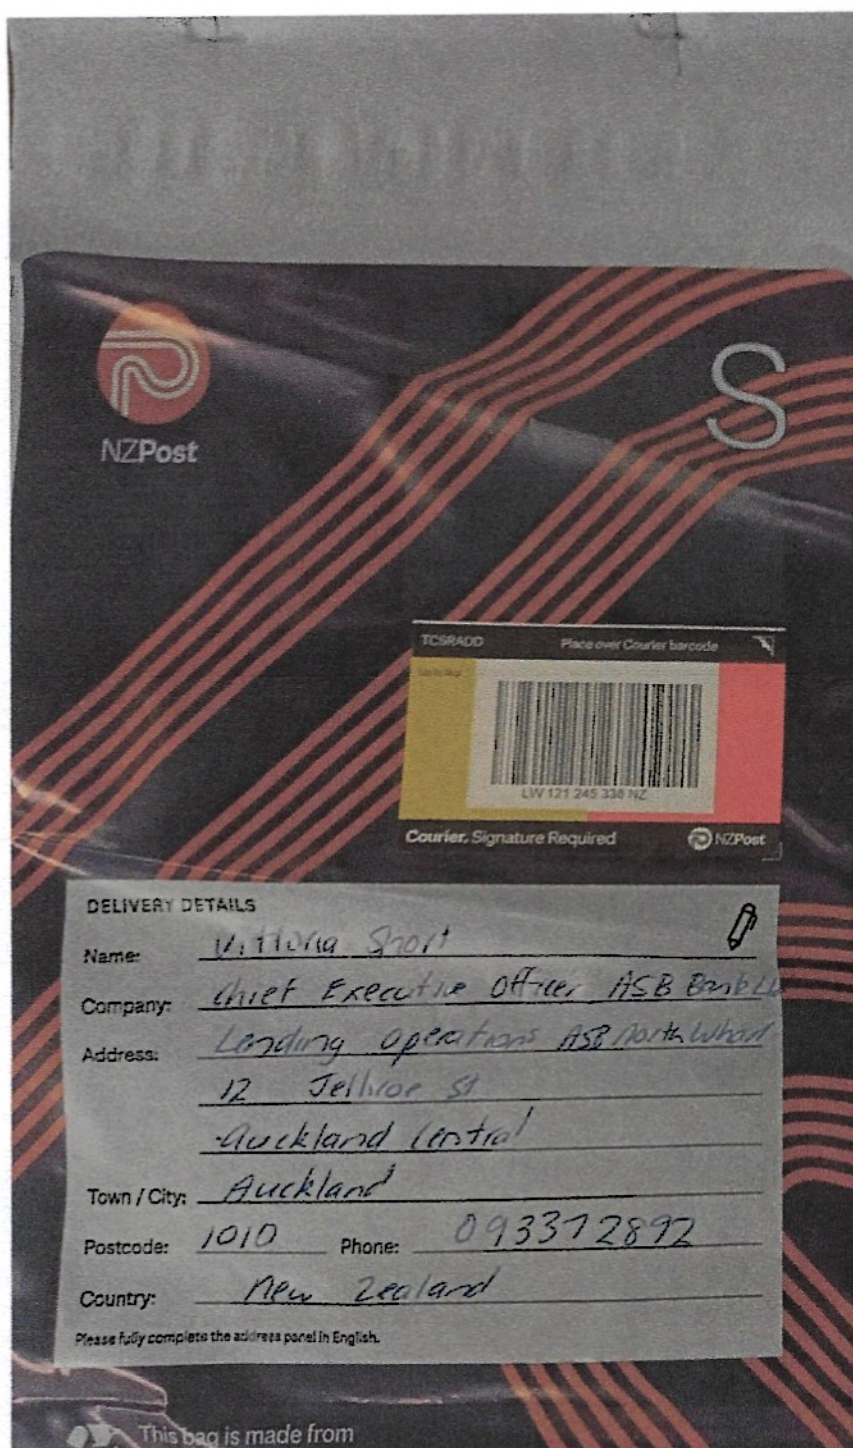 S
NZPost
TCSRADD Place over Courier barcode
LW 121 245 338 NZ
Courier, Signature Required NZPost
DELIVERY DETAILS
Name: Vittoria Short
Company: Chief Executive Officer ASB Bank Ltd
Address: Lending Operations ASB North Wharf
12 Jellicoe St
Auckland Central
Town / City: Auckland
Postcode: 1010 Phone: 093372892
Country: New Zealand
Please fully complete the address panel in English.
This bag is made from